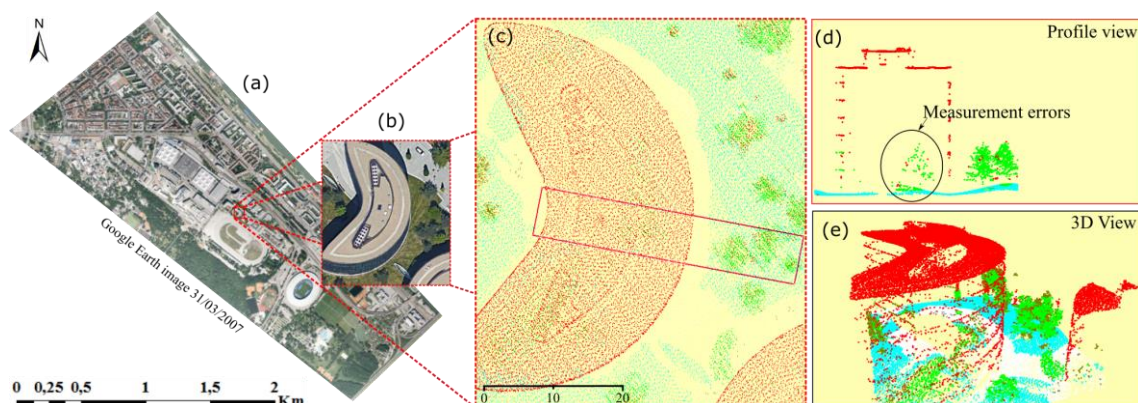 N
(a)
(b)
(c)
(d)
Profile view
Measurement errors
(e)
3D View
Google Earth image 31/03/2007
0 0,25 0,5 1 1,5 2
Km
0 10 20